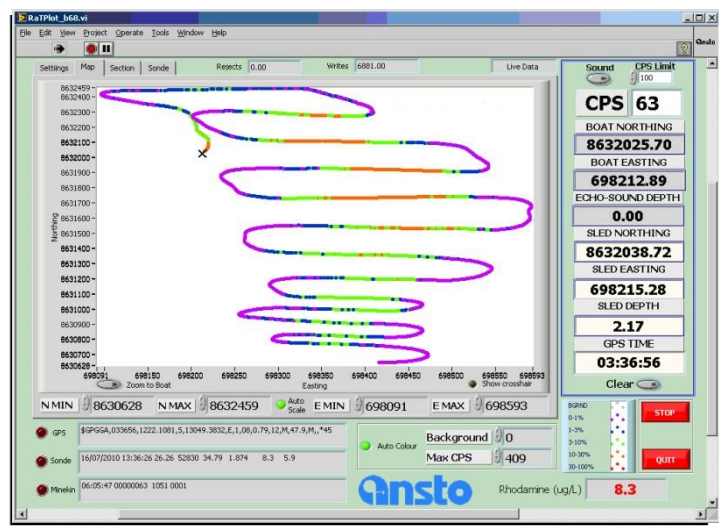 RaTPlot_b68.vi
File Edit View Project Operate Tools Window Help
Ansto
Settings Map Section Sonde Rejects 0.00 Writes 6881.00 Live Data
Sound CPS Limit
100
CPS 63
BOAT NORTHING
8632025.70
BOAT EASTING
698212.89
ECHO-SOUND DEPTH
0.00
SLED NORTHING
8632038.72
SLED EASTING
698215.28
SLED DEPTH
2.17
GPS TIME
03:36:56
Clear
8632459
8632400
8632300
8632200
8632100
8632000
8631900
8631800
8631700
8631600
8631500
8631400
8631300
8631200
8631100
8631000
8630900
8630800
8630700
8630628
Northing
698091 698150 698200 698250 698300 698350 698400 698450 698500 698550 698593
Zoom to Boat Easting Show crosshair
N MIN 8630628 N MAX 8632459 Auto Scale E MIN 698091 E MAX 698593
GPS $GPGGA,033656,1222.1081,S,13049.3832,E,1,08,0.79,12,M,47.9,M,,*45
Sonde 16/07/2010 13:36:26 26.26 52830 34.79 1.874 8.3 5.9
Minekin 06:05:47 00000063 1051 0001
Auto Colour Background 0
Max CPS 409
BGRND
0-1%
1-3%
3-10%
10-30%
30-100%
STOP
QUIT
Ansto
Rhodamine (ug/L) 8.3